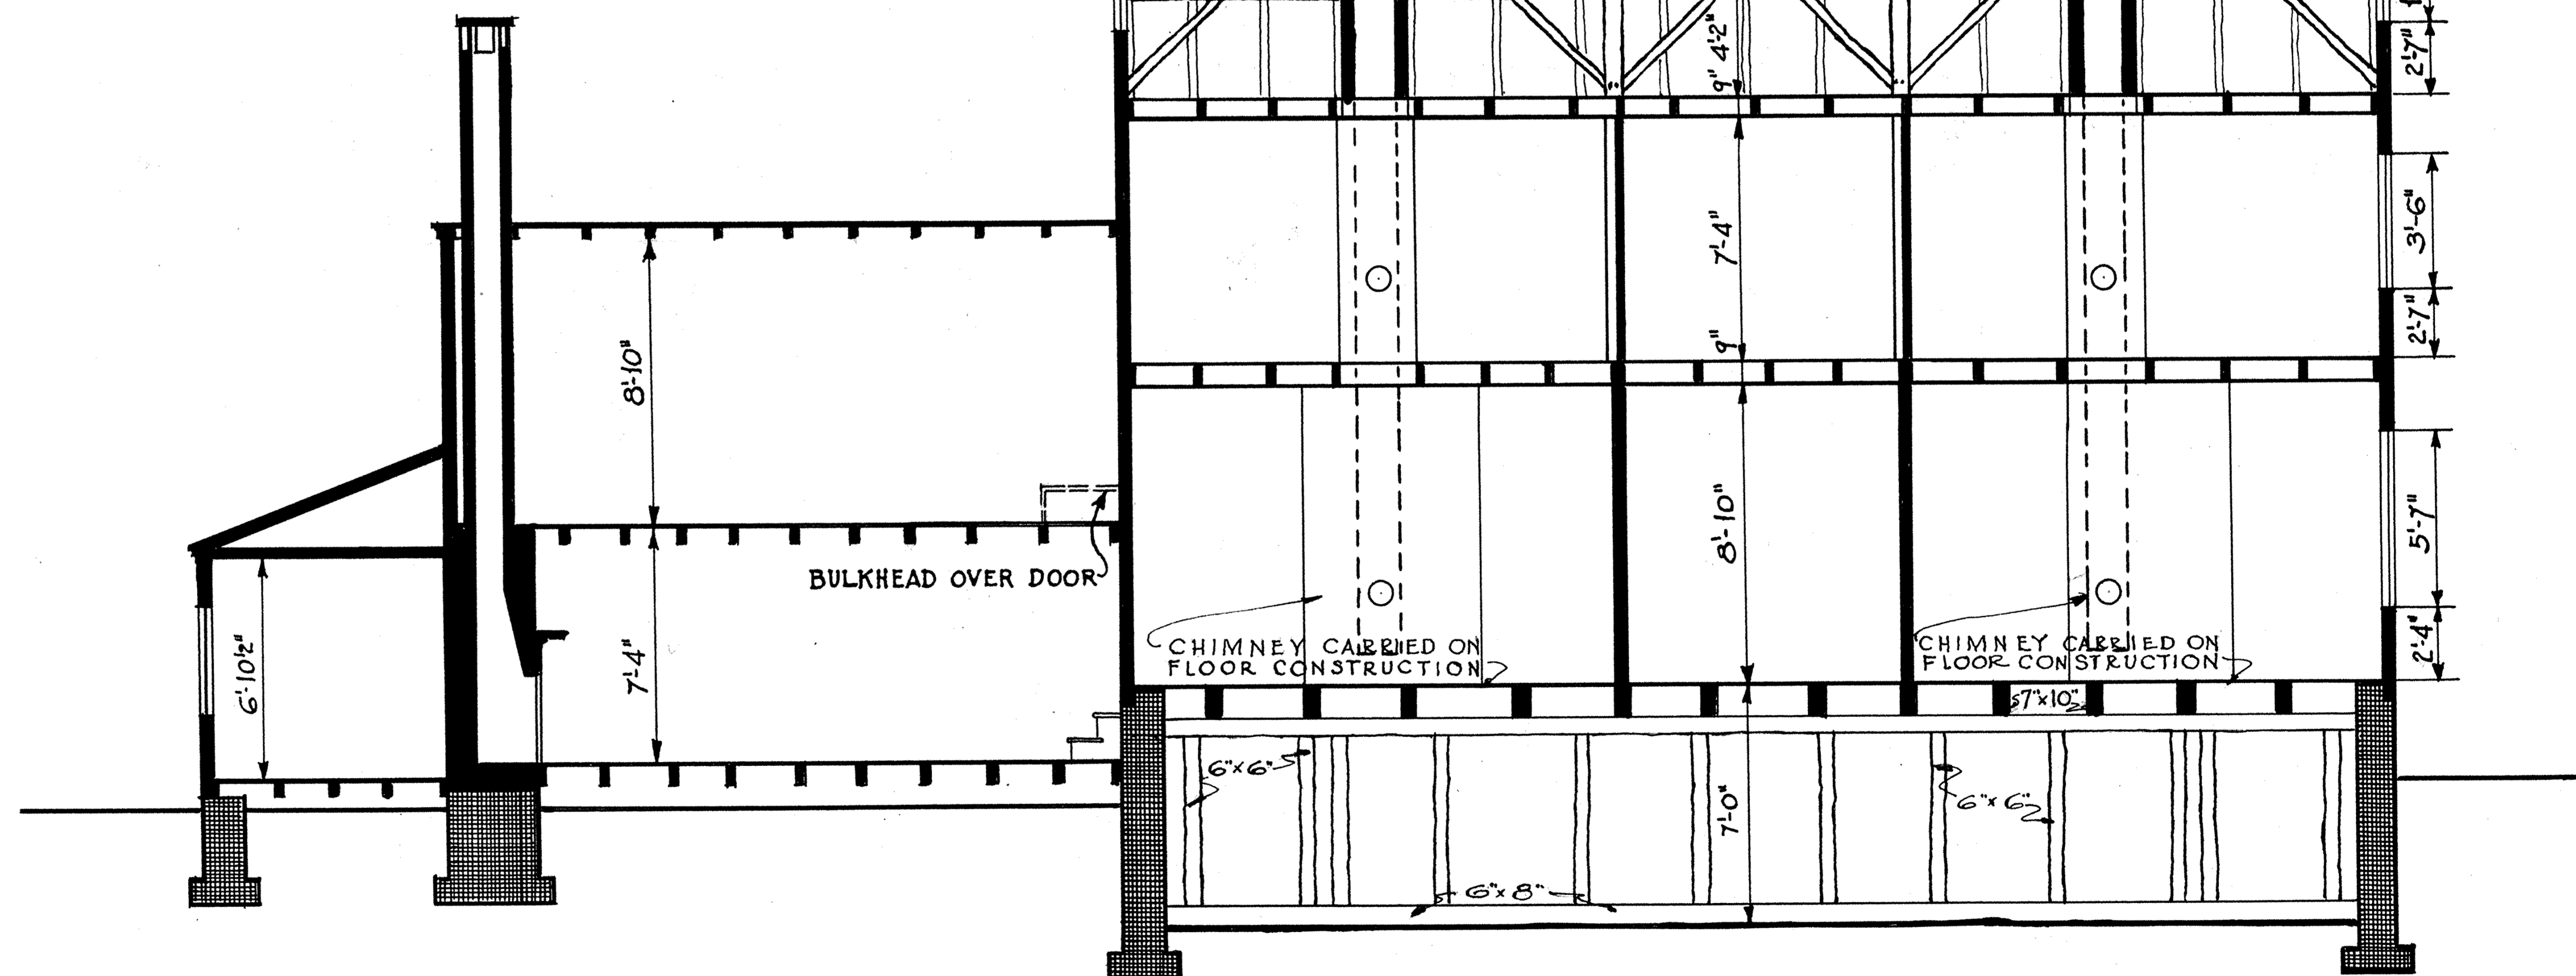 9" 4'-2"
2'-7"
7'-4"
3'-6"
9"
2'-7"
8'-10"
8'-10"
5'-7"
BULKHEAD OVER DOOR
6'-10½"
7'-4"
CHIMNEY CARRIED ON
FLOOR CONSTRUCTION
CHIMNEY CARRIED ON
FLOOR CONSTRUCTION
2'-4"
7"x10"
6"x6"
7'-0"
6"x6"
6"x8"